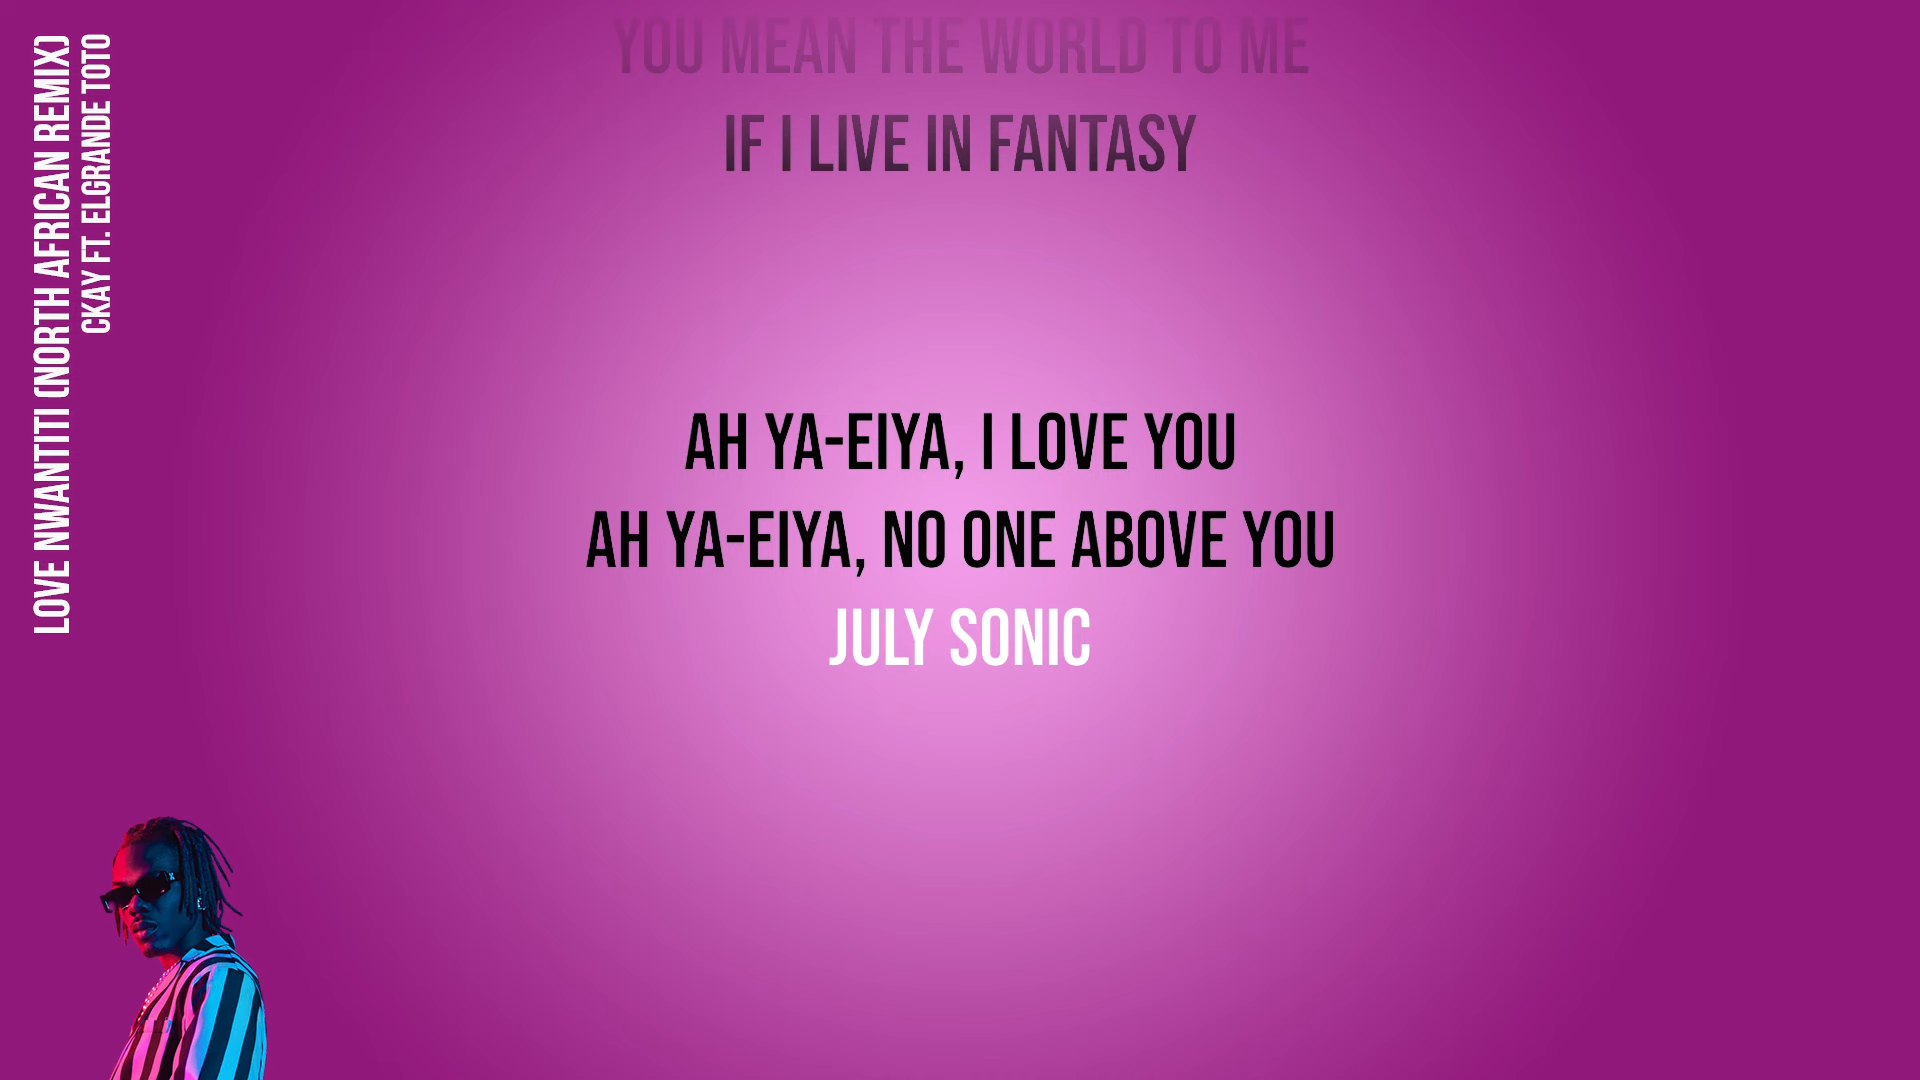 LOVE NWANTITI (NORTH AFRICAN REMIX)
CKAY FT. ELGRANDE TOTO
YOU MEAN THE WORLD TO ME
IF I LIVE IN FANTASY
AH YA-EIYA, I LOVE YOU
AH YA-EIYA, NO ONE ABOVE YOU
JULY SONIC